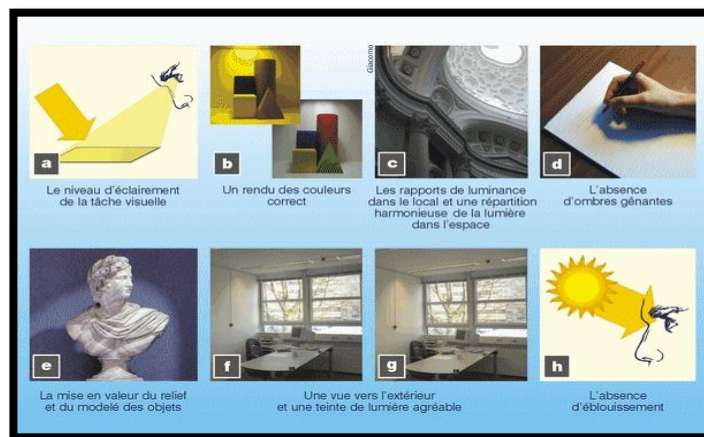 Giacomo
a
b
c
d
Le niveau d'éclairement
de la tâche visuelle
Un rendu des couleurs
correct
Les rapports de luminance
dans le local et une répartition
harmonieuse de la lumière
dans l'espace
L'absence
d'ombres gênantes
e
f
g
h
La mise en valeur du relief
et du modelé des objets
Une vue vers l'extérieur
et une teinte de lumière agréable
L'absence
d'éblouissement